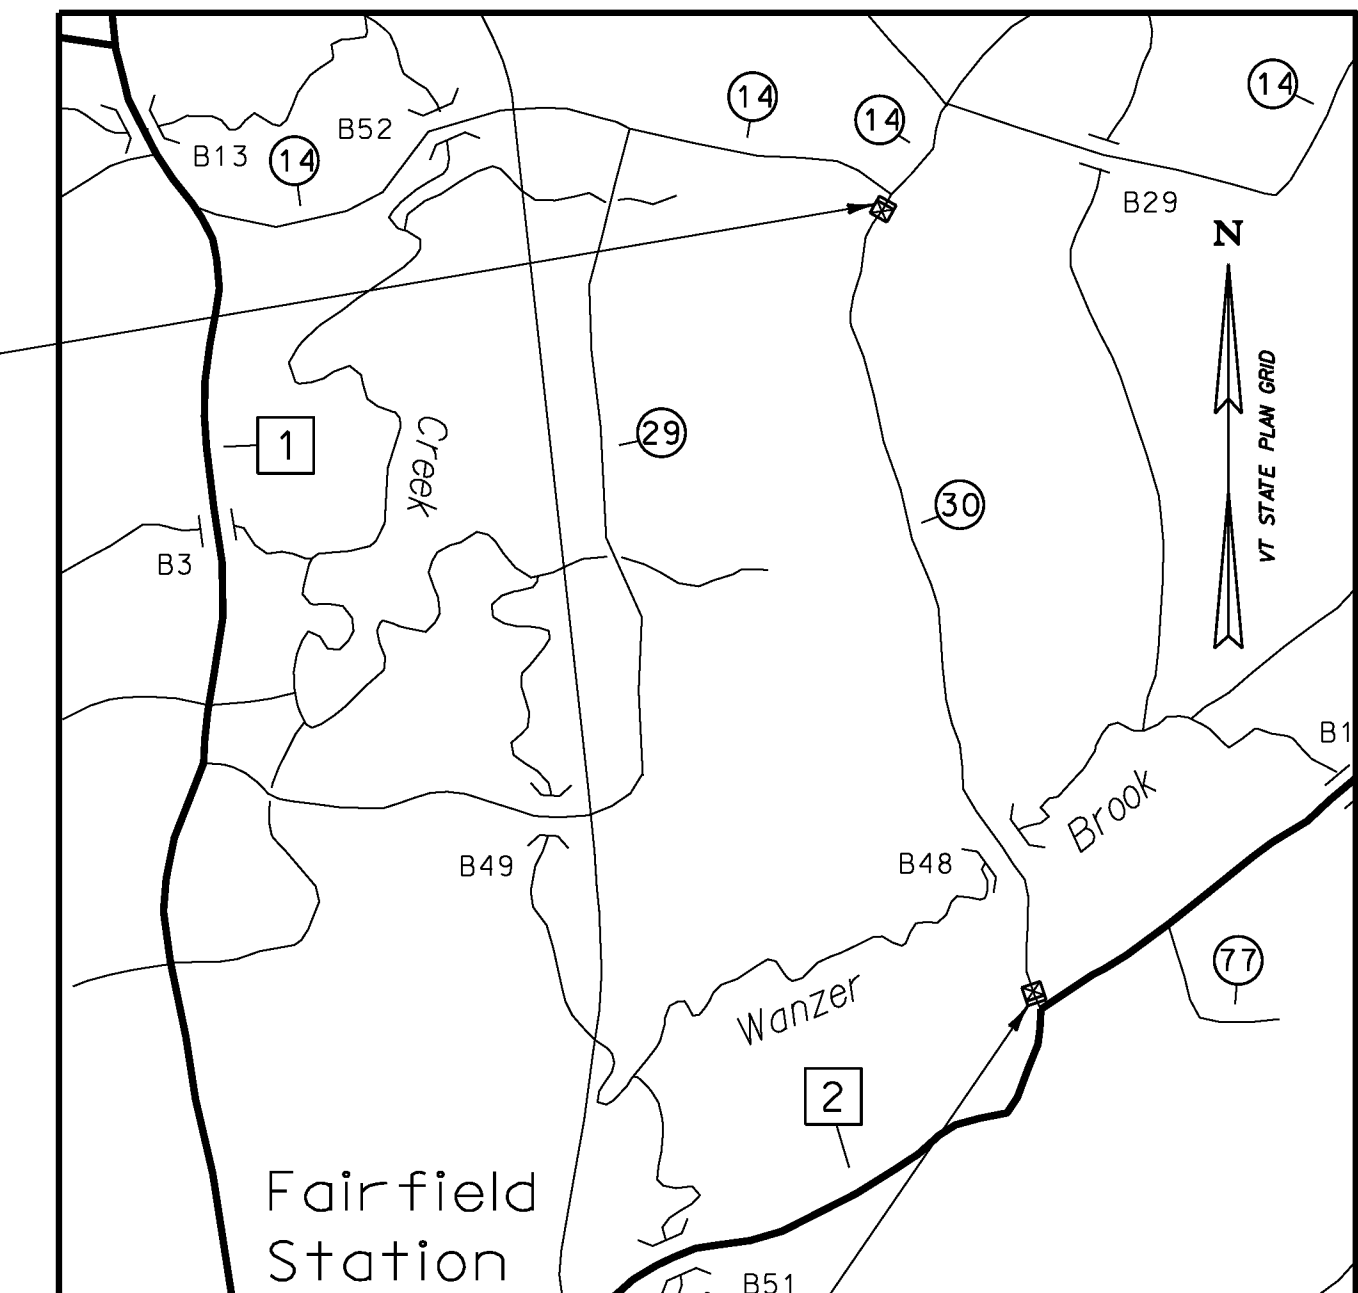 14
14
14
B52
B13
14
B29
N
VT STATE PLAN GRID
1
Creek
29
30
B3
B1
Brook
B49
B48
77
Wanzer
2
Fairfield
Station
B51